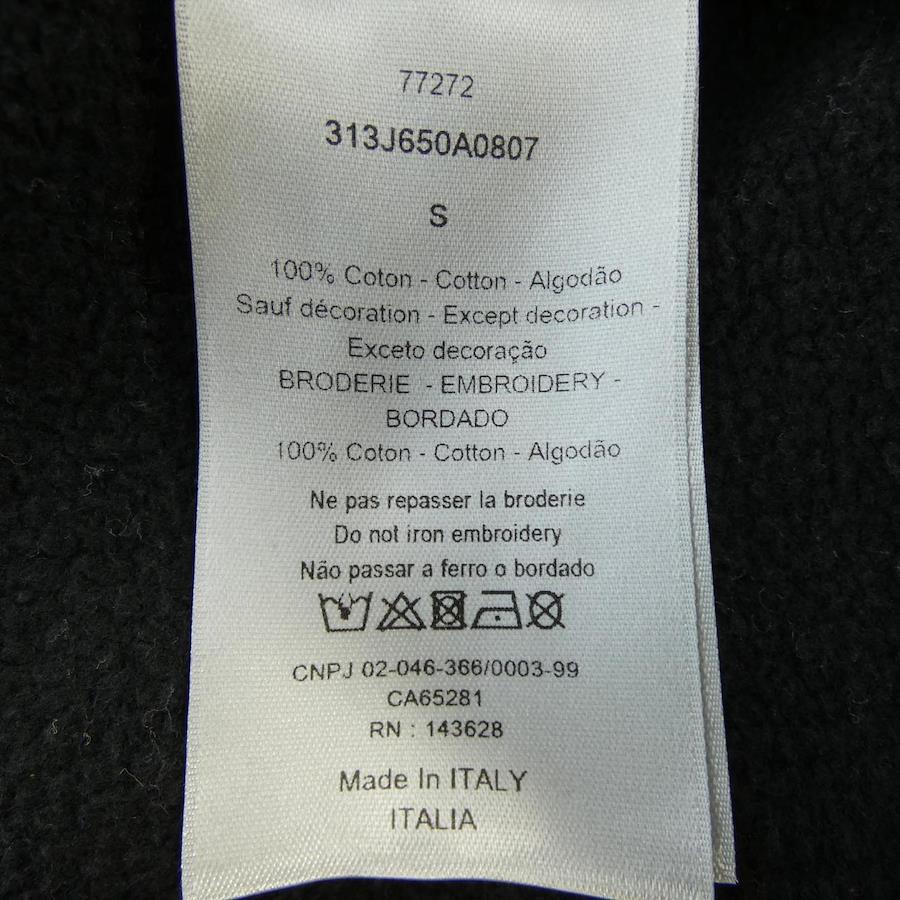 77272
313J650A0807
S
100% Coton - Cotton - Algodão
Sauf décoration - Except decoration -
Exceto decoração
BRODERIE - EMBROIDERY -
BORDADO
100% Coton - Cotton - Algodão
Ne pas repasser la broderie
Do not iron embroidery
Não passar a ferro o bordado
CNPJ 02-046-366/0003-99
CA65281
RN : 143628
Made In ITALY
ITALIA